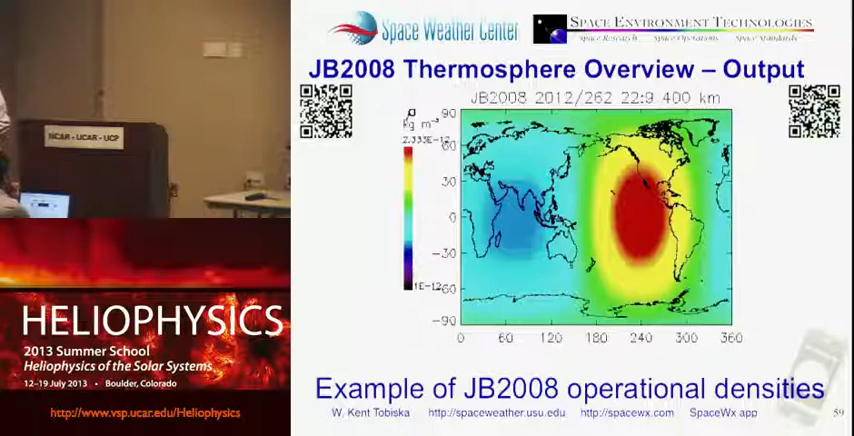 NCAR - UCAR - UCP
HELIOPHYSICS
2013 Summer School
Heliophysics of the Solar Systems
12–19 July 2013 • Boulder, Colorado
http://www.vsp.ucar.edu/Heliophysics
Space Weather Center
SPACE ENVIRONMENT TECHNOLOGIES
Space Research Space Operations Space Standards
JB2008 Thermosphere Overview – Output
JB2008 2012/262 22:9 400 km
kg m⁻³
2.333E-12
1E-12
90
60
30
0
-30
-60
-90
0 60 120 180 240 300 360
Example of JB2008 operational densities
W. Kent Tobiska http://spaceweather.usu.edu http://spacewx.com SpaceWx app 59